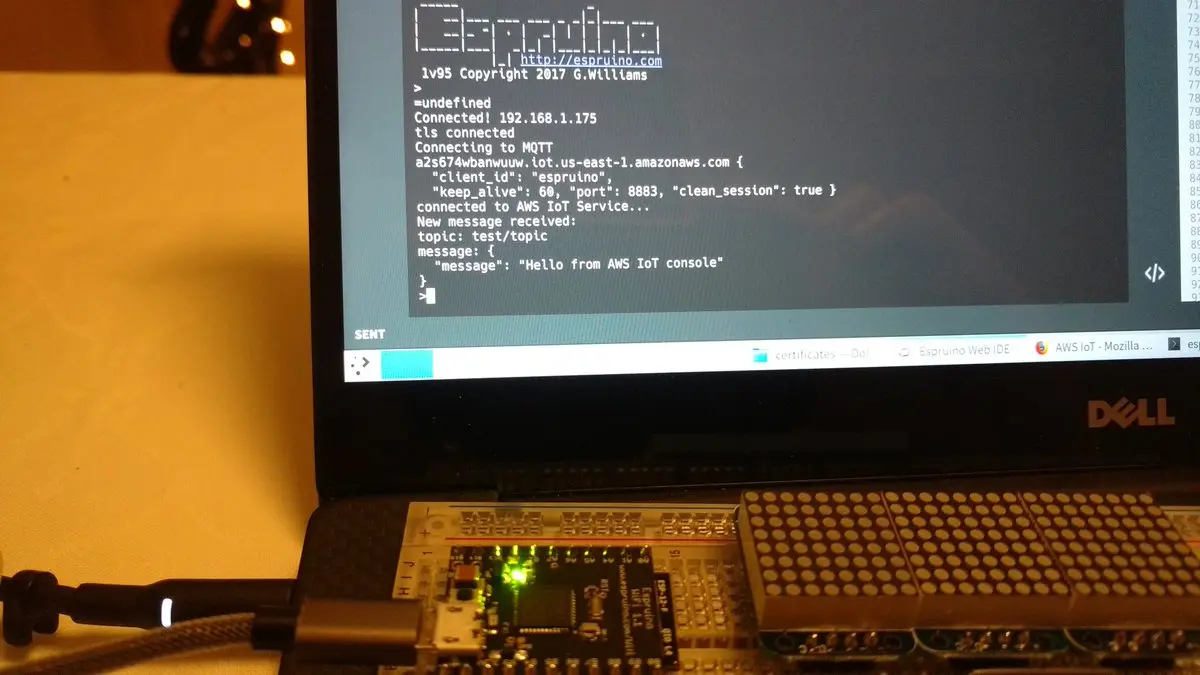 Espruino
http://espruino.com
1v95 Copyright 2017 G.Williams
>
=undefined
Connected! 192.168.1.175
tls connected
Connecting to MQTT
a2s674wbanwuuw.iot.us-east-1.amazonaws.com {
"client_id": "espruino",
"keep_alive": 60, "port": 8883, "clean_session": true }
connected to AWS IoT Service...
New message received:
topic: test/topic
message: {
"message": "Hello from AWS IoT console"
}
>
</>
SENT
certificates — Dol
Espruino Web IDE
AWS IoT - Mozilla ...
esp
DELL
H I J
15
Espruino
WiFi